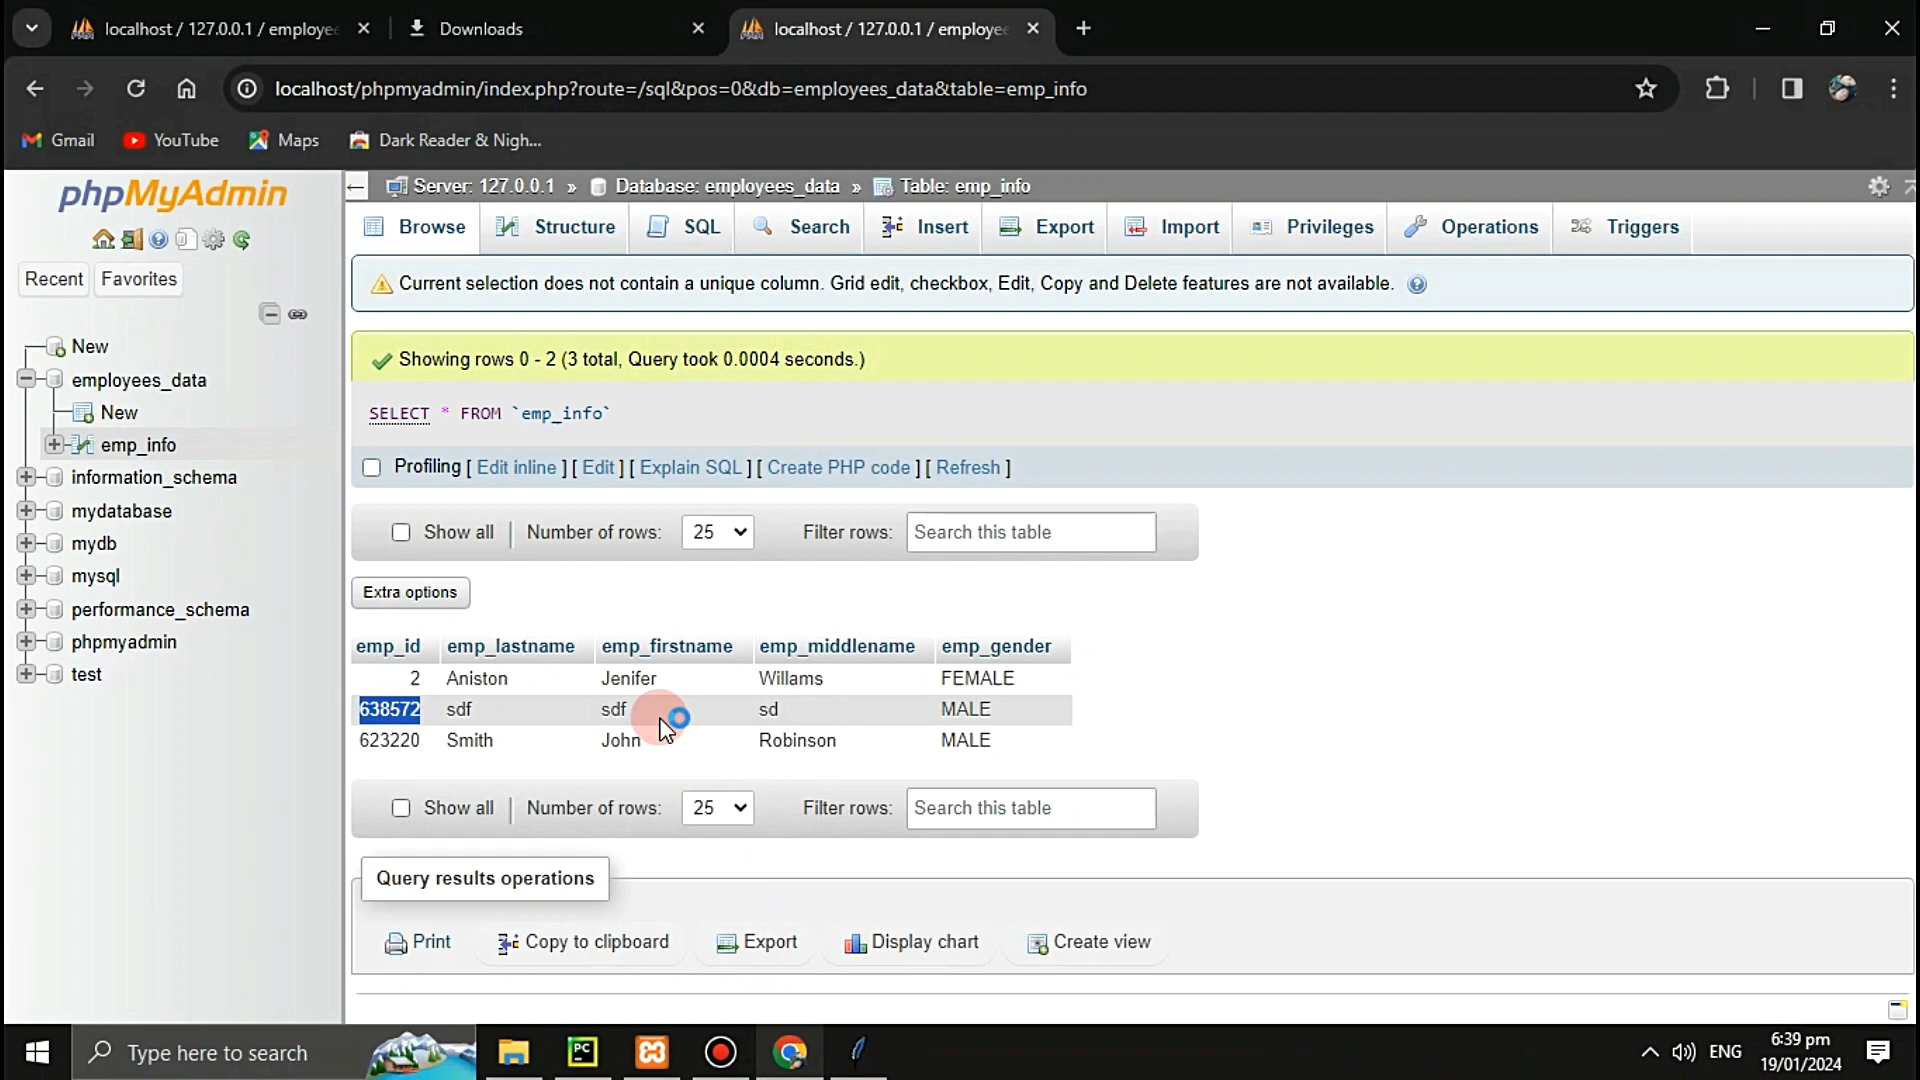 localhost / 127.0.0.1 / employee
Downloads
localhost / 127.0.0.1 / employee
localhost/phpmyadmin/index.php?route=/sql&pos=0&db=employees_data&table=emp_info
Gmail
YouTube
Maps
Dark Reader & Nigh...
phpMyAdmin
Recent
Favorites
New
employees_data
New
emp_info
information_schema
mydatabase
mydb
mysql
performance_schema
phpmyadmin
test
Server: 127.0.0.1 » Database: employees_data » Table: emp_info
Browse Structure SQL Search Insert Export Import Privileges Operations Triggers
Current selection does not contain a unique column. Grid edit, checkbox, Edit, Copy and Delete features are not available.
Showing rows 0 - 2 (3 total, Query took 0.0004 seconds.)
SELECT * FROM `emp_info`
Profiling [ Edit inline ] [ Edit ] [ Explain SQL ] [ Create PHP code ] [ Refresh ]
Show all | Number of rows: 25 Filter rows: Search this table
Extra options
emp_id emp_lastname emp_firstname emp_middlename emp_gender
2 Aniston Jenifer Willams FEMALE
638572 sdf sdf sd MALE
623220 Smith John Robinson MALE
Show all | Number of rows: 25 Filter rows: Search this table
Query results operations
Print Copy to clipboard Export Display chart Create view
Type here to search
PC
ENG
6:39 pm
19/01/2024